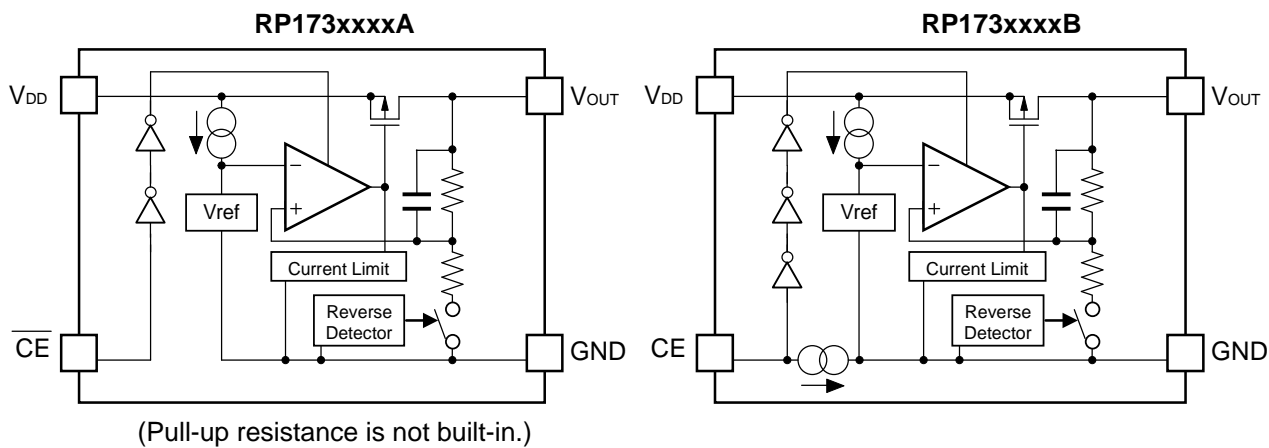 RP173xxxxA
VDD
VOUT
−
+
Vref
Current Limit
Reverse
Detector
C̅E̅
GND
(Pull-up resistance is not built-in.)
RP173xxxxB
VDD
VOUT
−
+
Vref
Current Limit
Reverse
Detector
CE
GND